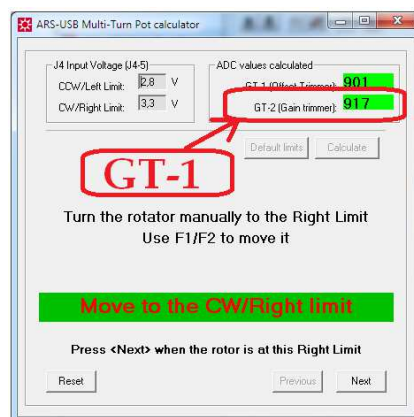 ARS-USB Multi-Turn Pot calculator
J4 Input Voltage (J4-5)
CCW/Left Limit: 2,8 V
CW/Right Limit: 3,3 V
ADC values calculated
GT-1 (Offset Trimmer): 901
GT-2 (Gain trimmer): 917
Default limits
Calculate
GT-1
Turn the rotator manually to the Right Limit
Use F1/F2 to move it
Move to the CW/Right limit
Press <Next> when the rotor is at this Right Limit
Reset
Previous
Next